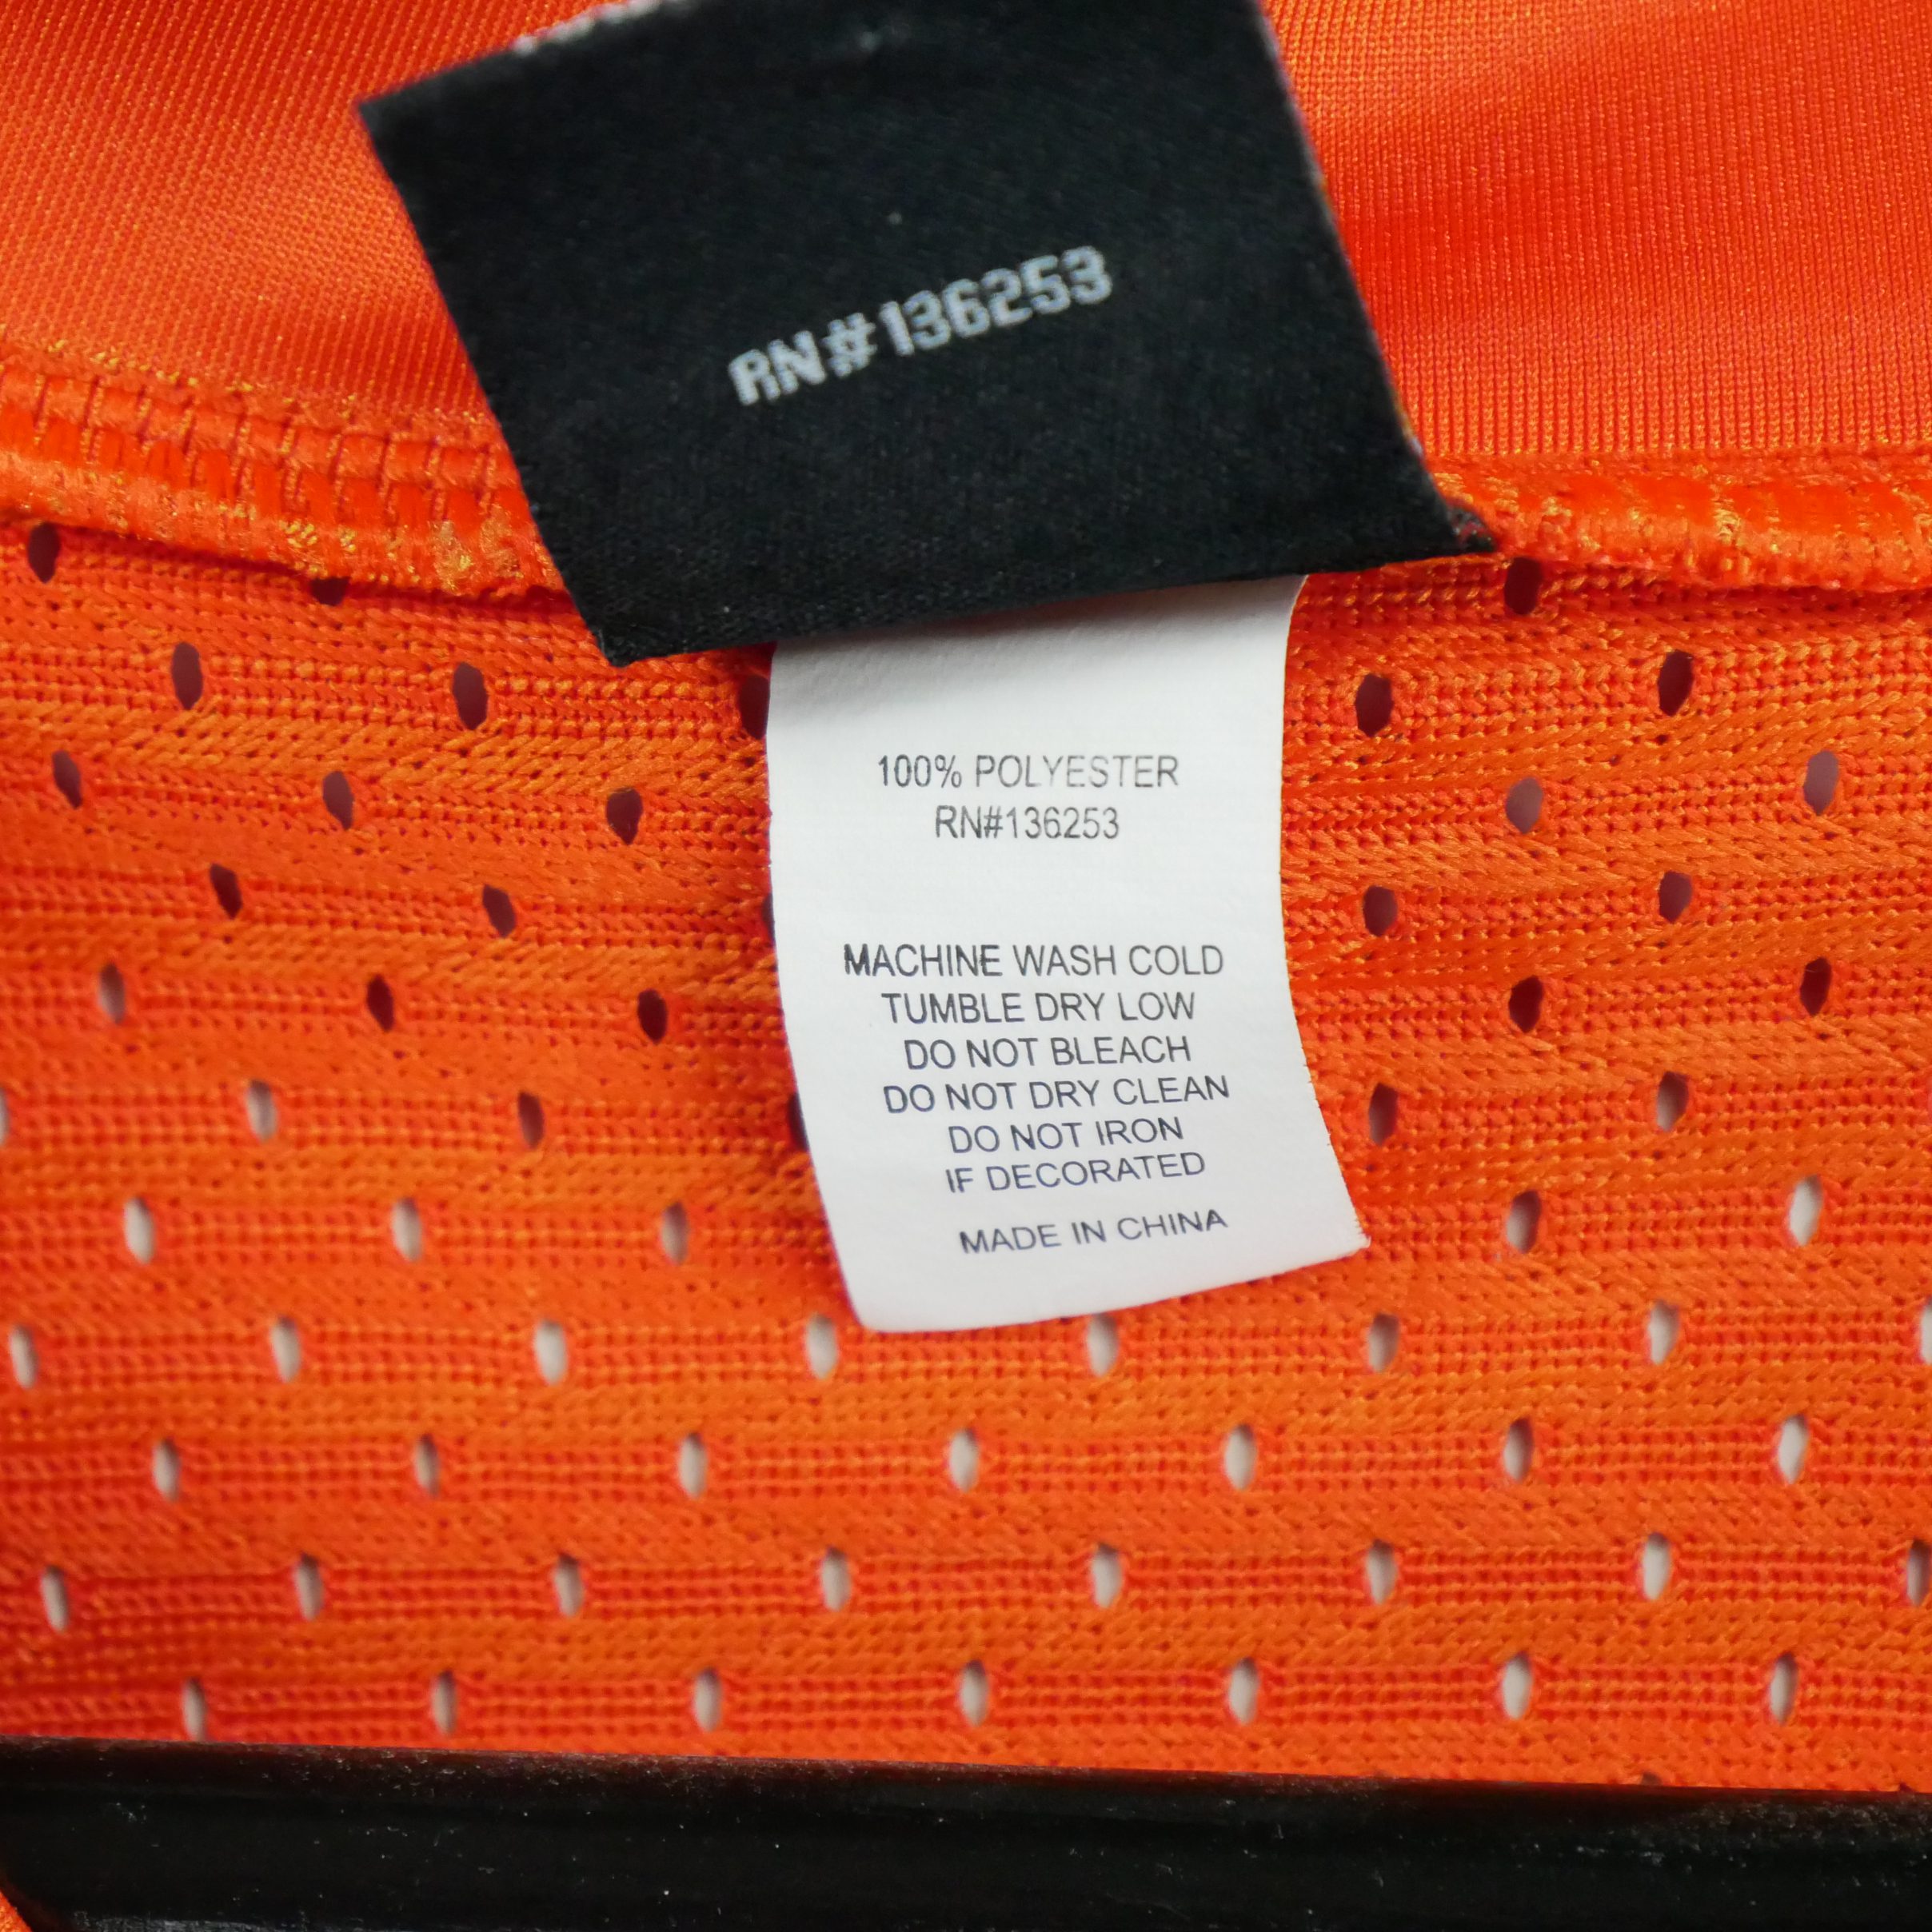 RN#136253
100% POLYESTER
RN#136253
MACHINE WASH COLD
TUMBLE DRY LOW
DO NOT BLEACH
DO NOT DRY CLEAN
DO NOT IRON
IF DECORATED
MADE IN CHINA